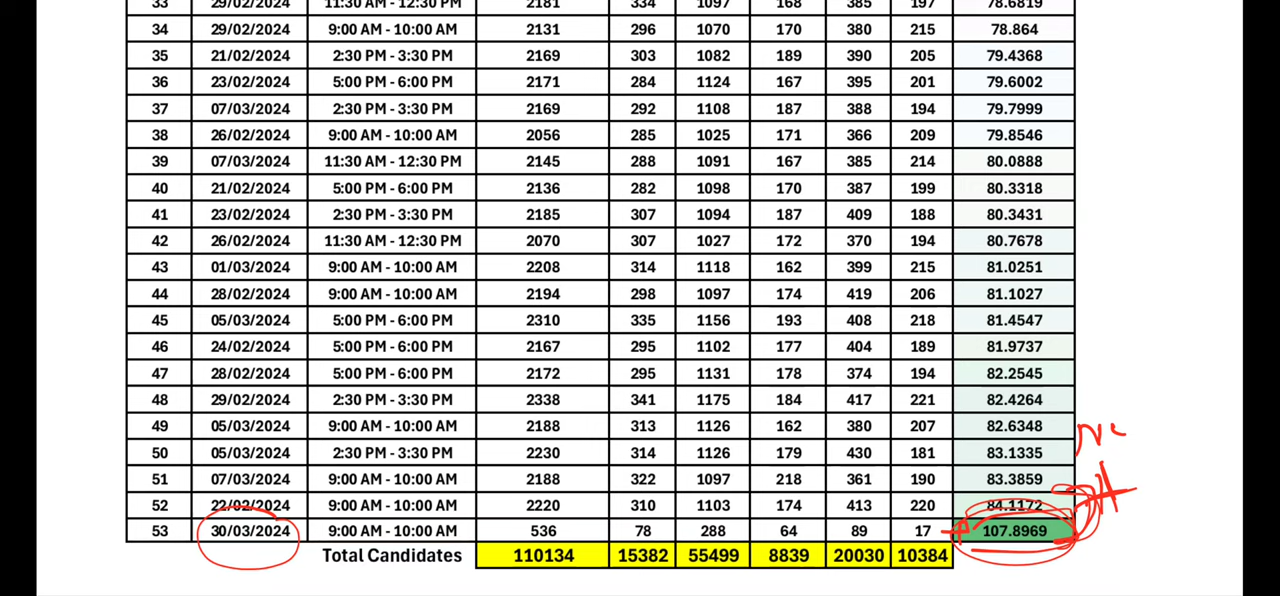 33 29/02/2024 11:30 AM - 12:30 PM 2181 334 1097 168 385 197 78.6819
34 29/02/2024 9:00 AM - 10:00 AM 2131 296 1070 170 380 215 78.864
35 21/02/2024 2:30 PM - 3:30 PM 2169 303 1082 189 390 205 79.4368
36 23/02/2024 5:00 PM - 6:00 PM 2171 284 1124 167 395 201 79.6002
37 07/03/2024 2:30 PM - 3:30 PM 2169 292 1108 187 388 194 79.7999
38 26/02/2024 9:00 AM - 10:00 AM 2056 285 1025 171 366 209 79.8546
39 07/03/2024 11:30 AM - 12:30 PM 2145 288 1091 167 385 214 80.0888
40 21/02/2024 5:00 PM - 6:00 PM 2136 282 1098 170 387 199 80.3318
41 23/02/2024 2:30 PM - 3:30 PM 2185 307 1094 187 409 188 80.3431
42 26/02/2024 11:30 AM - 12:30 PM 2070 307 1027 172 370 194 80.7678
43 01/03/2024 9:00 AM - 10:00 AM 2208 314 1118 162 399 215 81.0251
44 28/02/2024 9:00 AM - 10:00 AM 2194 298 1097 174 419 206 81.1027
45 05/03/2024 5:00 PM - 6:00 PM 2310 335 1156 193 408 218 81.4547
46 24/02/2024 5:00 PM - 6:00 PM 2167 295 1102 177 404 189 81.9737
47 28/02/2024 5:00 PM - 6:00 PM 2172 295 1131 178 374 194 82.2545
48 29/02/2024 2:30 PM - 3:30 PM 2338 341 1175 184 417 221 82.4264
49 05/03/2024 9:00 AM - 10:00 AM 2188 313 1126 162 380 207 82.6348
50 05/03/2024 2:30 PM - 3:30 PM 2230 314 1126 179 430 181 83.1335
51 07/03/2024 9:00 AM - 10:00 AM 2188 322 1097 218 361 190 83.3859
52 22/02/2024 9:00 AM - 10:00 AM 2220 310 1103 174 413 220 84.1172
53 30/03/2024 9:00 AM - 10:00 AM 536 78 288 64 89 17 107.8969
Total Candidates 110134 15382 55499 8839 20030 10384